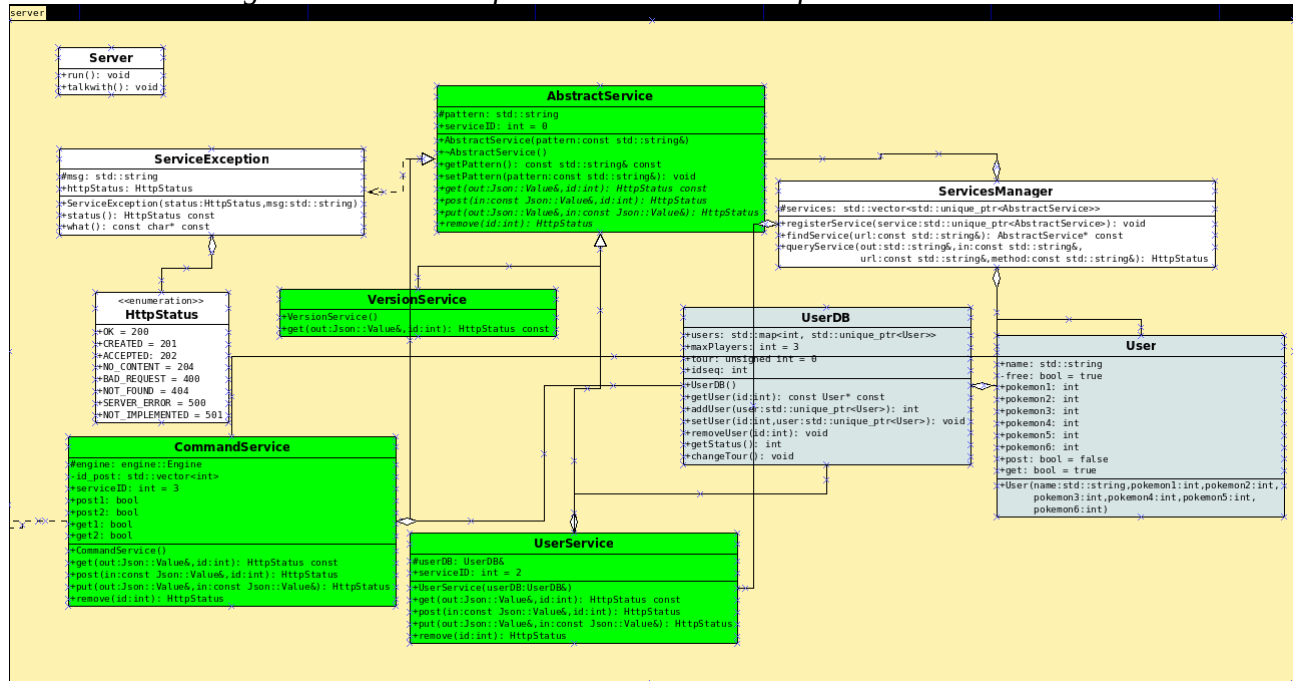 server
Server
+run(): void
+talkwith(): void
AbstractService
#pattern: std::string
+serviceID: int = 0
+AbstractService(pattern:const std::string&)
+~AbstractService()
+getPattern(): const std::string& const
+setPattern(pattern:const std::string&): void
+get(out:Json::Value&,id:int): HttpStatus const
+post(in:const Json::Value&,id:int): HttpStatus
+put(out:Json::Value&,in:const Json::Value&): HttpStatus
+remove(id:int): HttpStatus
ServiceException
#msg: std::string
+httpStatus: HttpStatus
+ServiceException(status:HttpStatus,msg:std::string)
+status(): HttpStatus const
+what(): const char* const
ServicesManager
#services: std::vector<std::unique_ptr<AbstractService>>
+registerService(service:std::unique_ptr<AbstractService>): void
+findService(url:const std::string&): AbstractService* const
+queryService(out:std::string&,in:const std::string&,
url:const std::string&,method:const std::string&): HttpStatus
<<enumeration>>
HttpStatus
+OK = 200
+CREATED = 201
+ACCEPTED: 202
+NO_CONTENT = 204
+BAD_REQUEST = 400
+NOT_FOUND = 404
+SERVER_ERROR = 500
+NOT_IMPLEMENTED = 501
VersionService
+VersionService()
+get(out:Json::Value&,id:int): HttpStatus const
UserDB
+users: std::map<int, std::unique_ptr<User>>
+maxPlayers: int = 3
+tour: unsigned int = 0
+idseq: int
+UserDB()
+getUser(id:int): const User* const
+addUser(user:std::unique_ptr<User>): int
+setUser(id:int,user:std::unique_ptr<User>): void
+removeUser(id:int): void
+getStatus(): int
+changeTour(): void
User
+name: std::string
-free: bool = true
+pokemon1: int
+pokemon2: int
+pokemon3: int
+pokemon4: int
+pokemon5: int
+pokemon6: int
+post: bool = false
+get: bool = true
+User(name:std::string,pokemon1:int,pokemon2:int,
pokemon3:int,pokemon4:int,pokemon5:int,
pokemon6:int)
CommandService
#engine: engine::Engine
-id_post: std::vector<int>
+serviceID: int = 3
+post1: bool
+post2: bool
+get1: bool
+get2: bool
+CommandService()
+get(out:Json::Value&,id:int): HttpStatus const
+post(in:const Json::Value&,id:int): HttpStatus
+put(out:Json::Value&,in:const Json::Value&): HttpStatus
+remove(id:int): HttpStatus
UserService
#userDB: UserDB&
+serviceID: int = 2
+UserService(userDB:UserDB&)
+get(out:Json::Value&,id:int): HttpStatus const
+post(in:const Json::Value&,id:int): HttpStatus
+put(out:Json::Value&,in:const Json::Value&): HttpStatus
+remove(id:int): HttpStatus